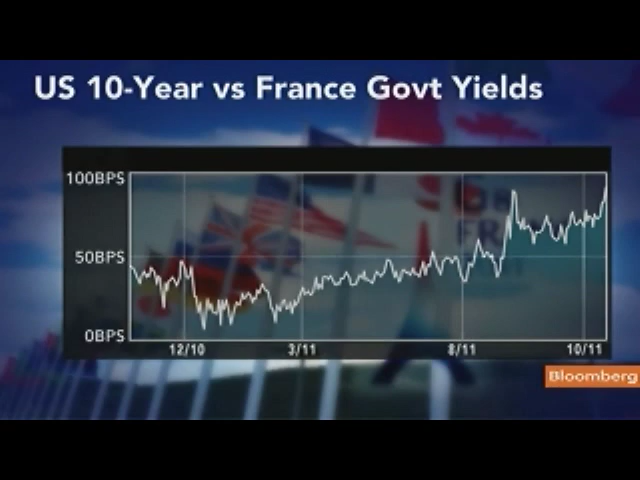 US 10-Year vs France Govt Yields
100BPS
50BPS
0BPS
12/10
3/11
8/11
10/11
Bloomberg